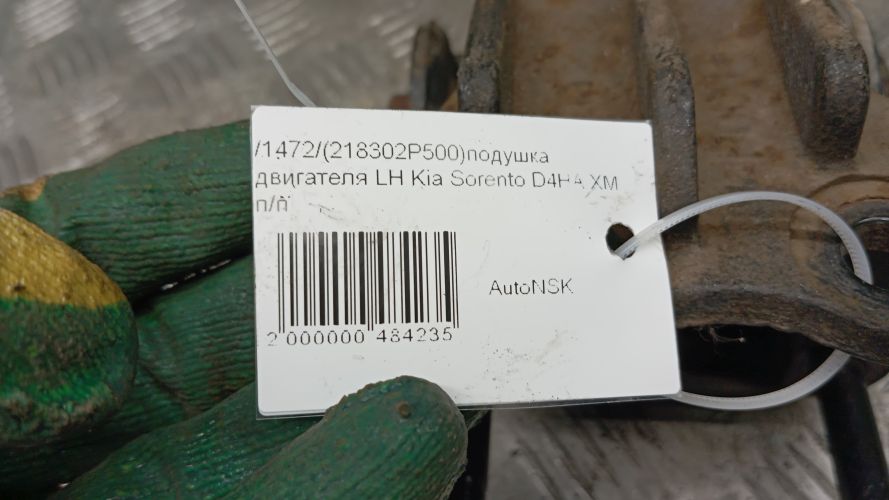 /1472/(218302P500)подушка
двигателя LH Kia Sorento D4HA XM
п/п
AutoNSK
2 000000 484235